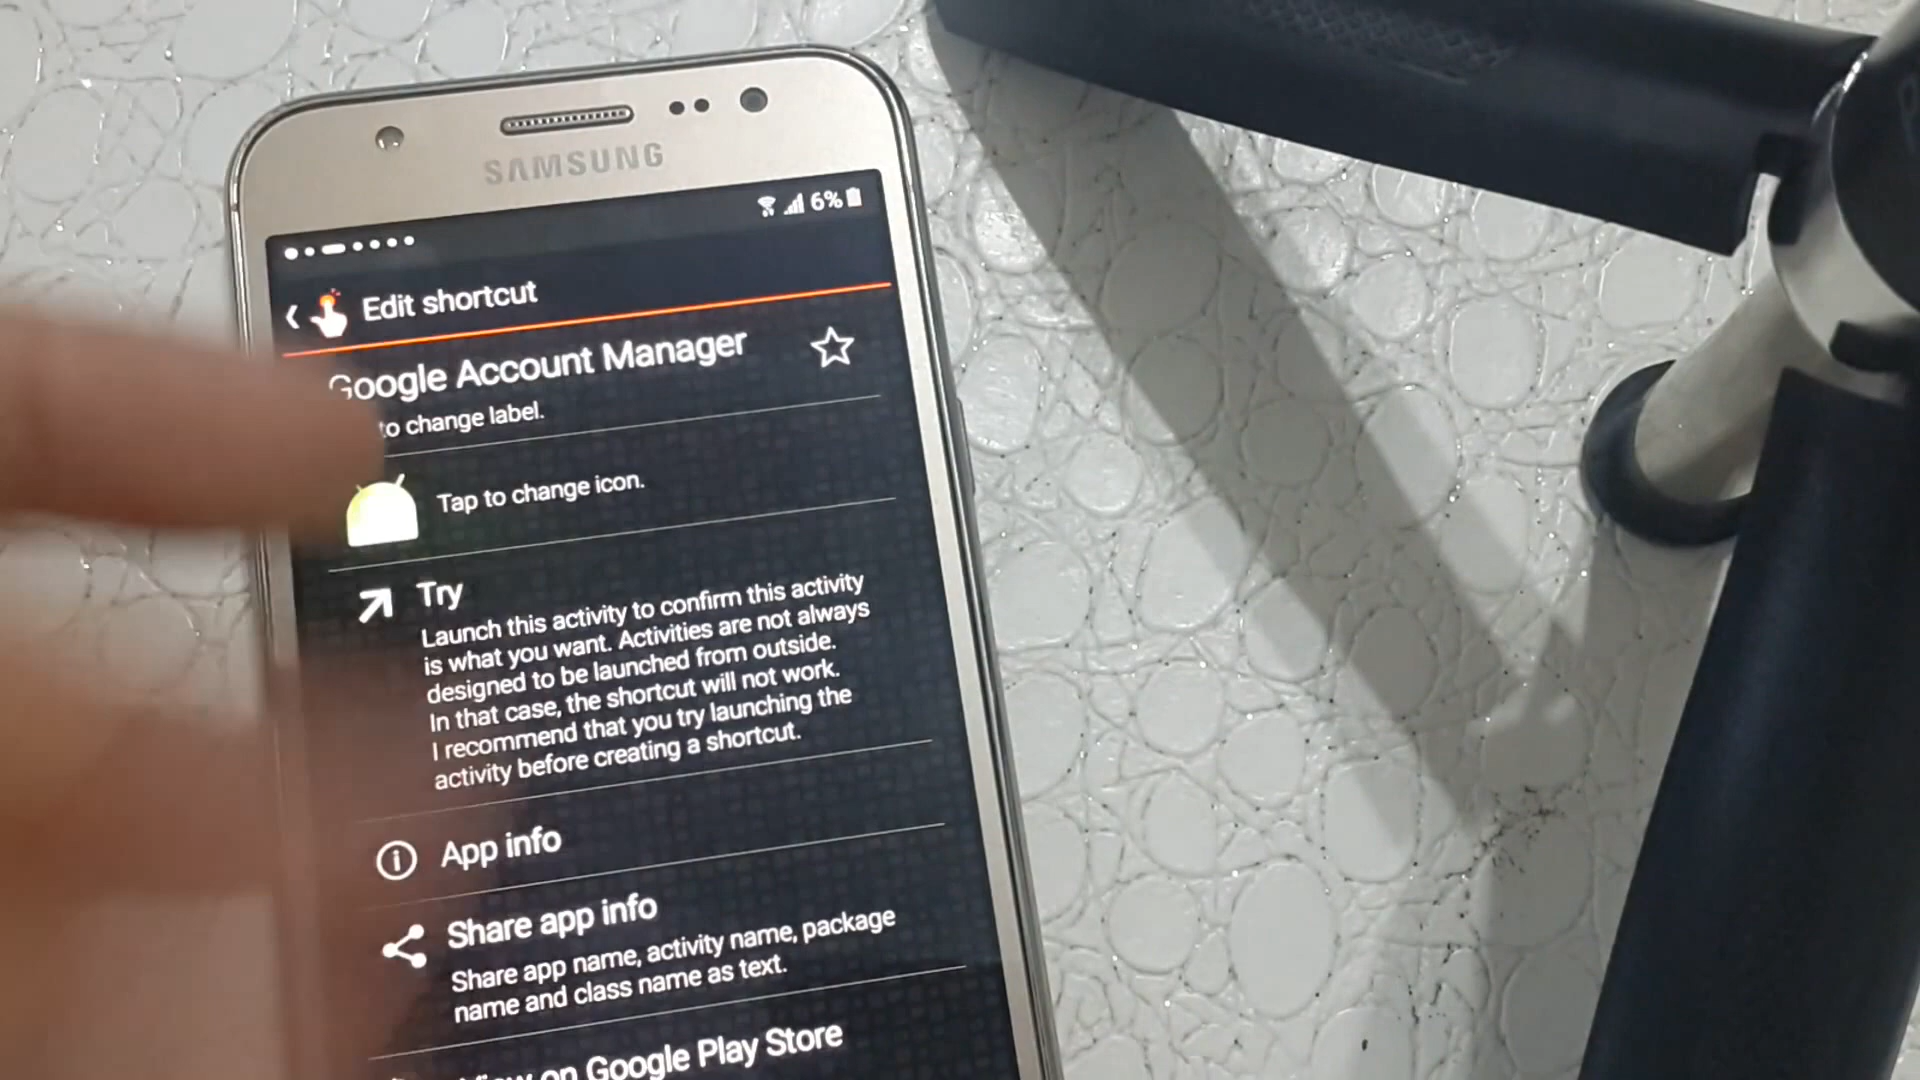 SAMSUNG
6%
Edit shortcut
Google Account Manager
to change label.
Tap to change icon.
Try
Launch this activity to confirm this activity
is what you want. Activities are not always
designed to be launched from outside.
In that case, the shortcut will not work.
I recommend that you try launching the
activity before creating a shortcut.
App info
Share app info
Share app name, activity name, package
name and class name as text.
View on Google Play Store